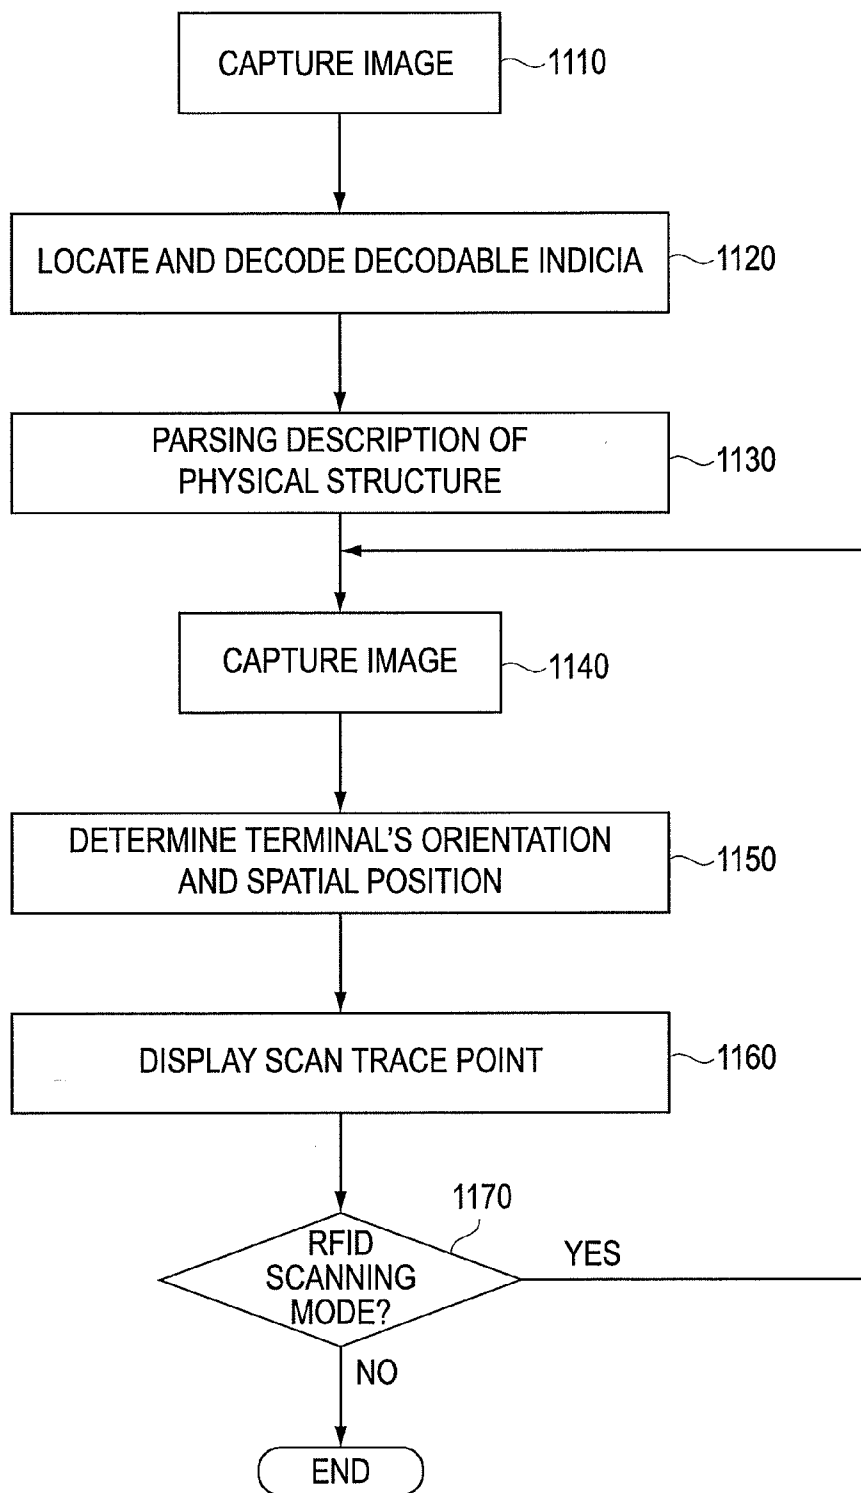 CAPTURE IMAGE
1110
LOCATE AND DECODE DECODABLE INDICIA
1120
PARSING DESCRIPTION OF
PHYSICAL STRUCTURE
1130
CAPTURE IMAGE
1140
DETERMINE TERMINAL'S ORIENTATION
AND SPATIAL POSITION
1150
DISPLAY SCAN TRACE POINT
1160
1170
RFID
SCANNING
MODE?
YES
NO
END